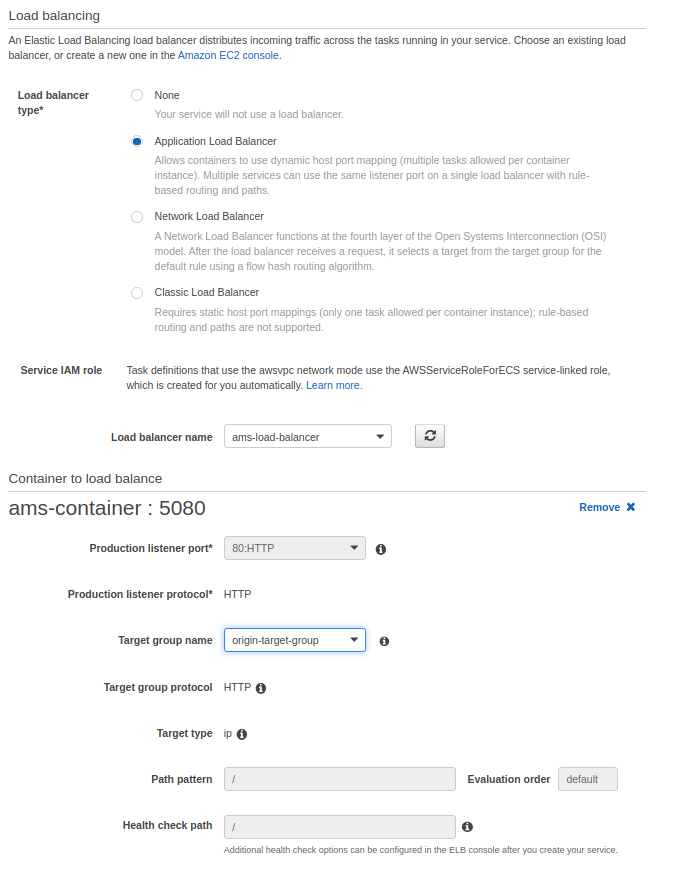 Load balancing
An Elastic Load Balancing load balancer distributes incoming traffic across the tasks running in your service. Choose an existing load
balancer, or create a new one in the Amazon EC2 console.
Load balancer
type*
None
Your service will not use a load balancer.
Application Load Balancer
Allows containers to use dynamic host port mapping (multiple tasks allowed per container
instance). Multiple services can use the same listener port on a single load balancer with rule-
based routing and paths.
Network Load Balancer
A Network Load Balancer functions at the fourth layer of the Open Systems Interconnection (OSI)
model. After the load balancer receives a request, it selects a target from the target group for the
default rule using a flow hash routing algorithm.
Classic Load Balancer
Requires static host port mappings (only one task allowed per container instance); rule-based
routing and paths are not supported.
Service IAM role
Task definitions that use the awsvpc network mode use the AWSServiceRoleForECS service-linked role,
which is created for you automatically. Learn more.
Load balancer name ams-load-balancer
Container to load balance
ams-container : 5080 Remove
Production listener port* 80:HTTP
Production listener protocol* HTTP
Target group name origin-target-group
Target group protocol HTTP
Target type ip
Path pattern / Evaluation order default
Health check path /
Additional health check options can be configured in the ELB console after you create your service.